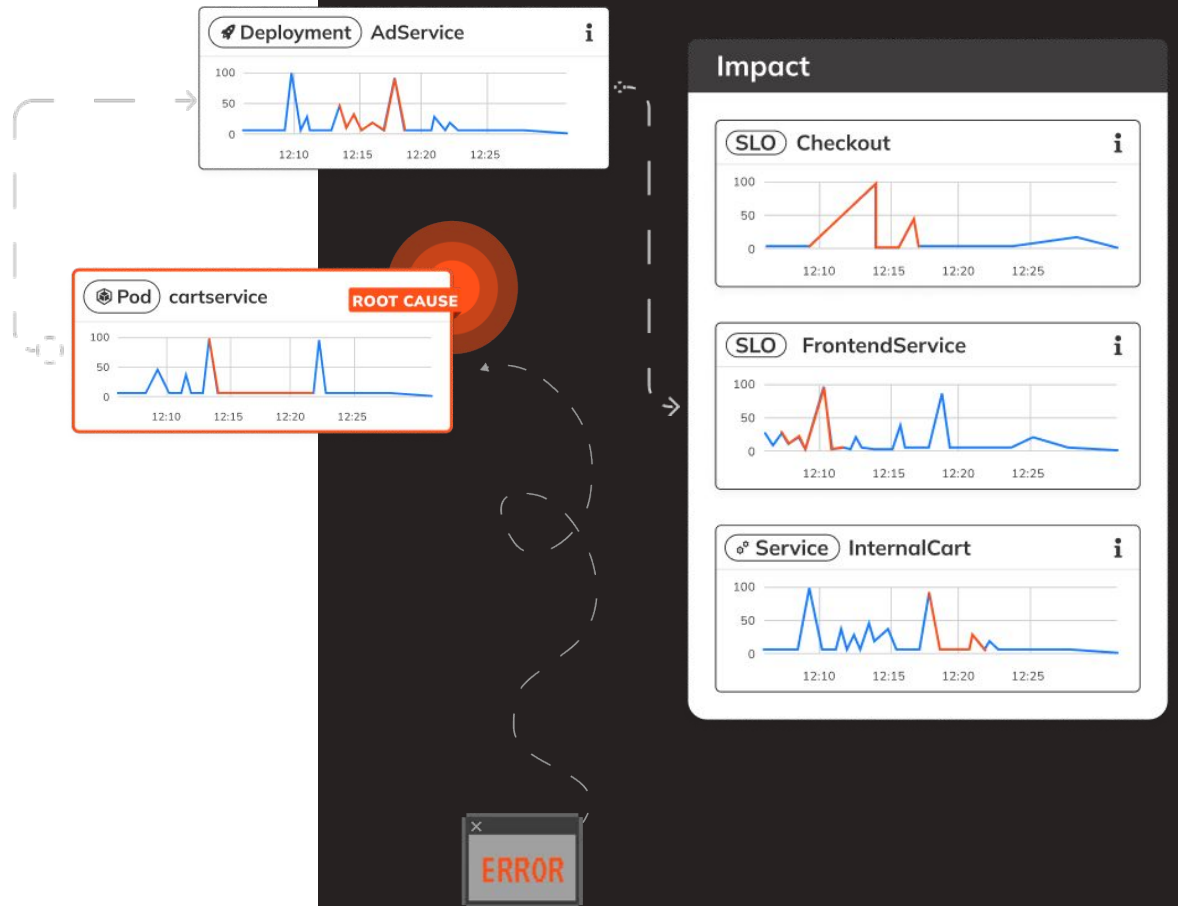 Deployment AdService i
100
50
0
12:10 12:15 12:20 12:25
Pod cartservice ROOT CAUSE
100
50
0
12:10 12:15 12:20 12:25
Impact
SLO Checkout i
100
50
0
12:10 12:15 12:20 12:25
SLO FrontendService i
100
50
0
12:10 12:15 12:20 12:25
Service InternalCart i
100
50
0
12:10 12:15 12:20 12:25
ERROR